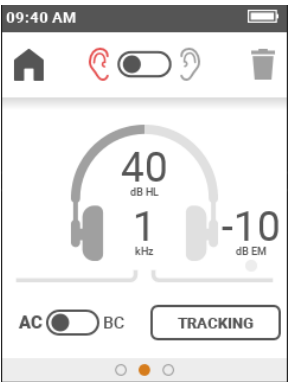 09:40 AM
40
dB HL
1
kHz
-10
dB EM
AC BC
TRACKING